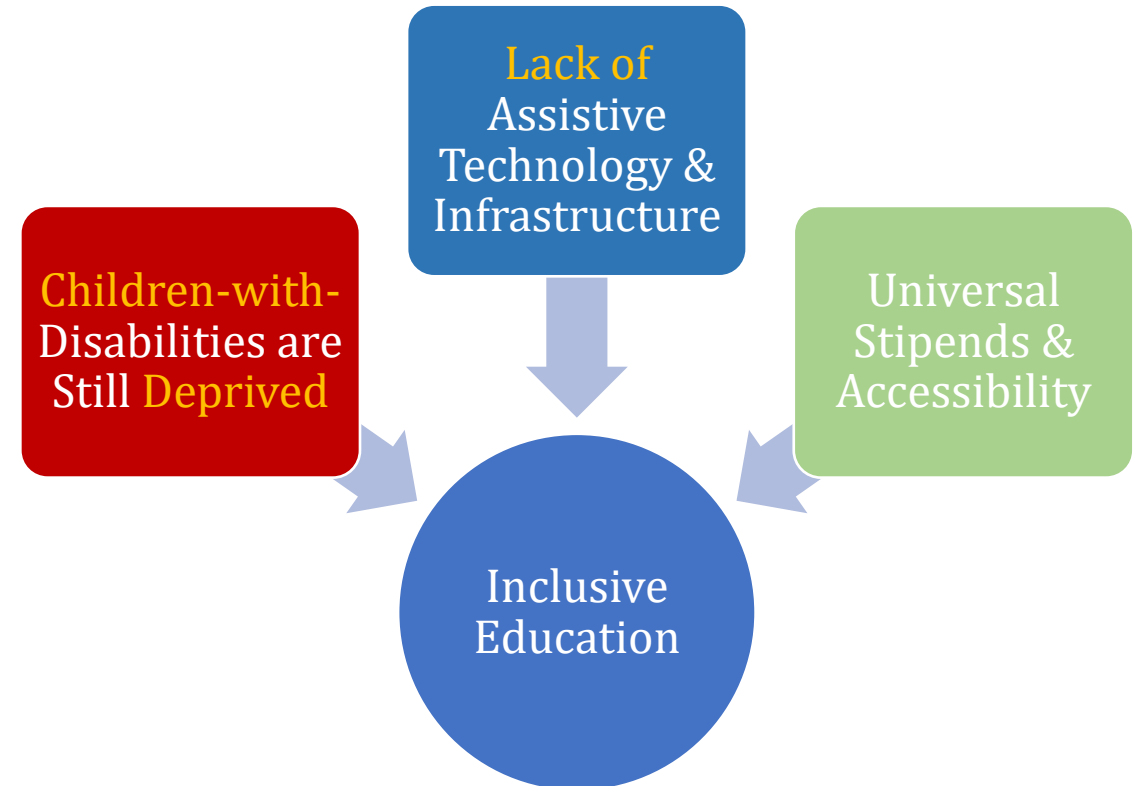 Lack of
Assistive
Technology &
Infrastructure
Children-with-
Disabilities are
Still Deprived
Universal
Stipends &
Accessibility
Inclusive
Education